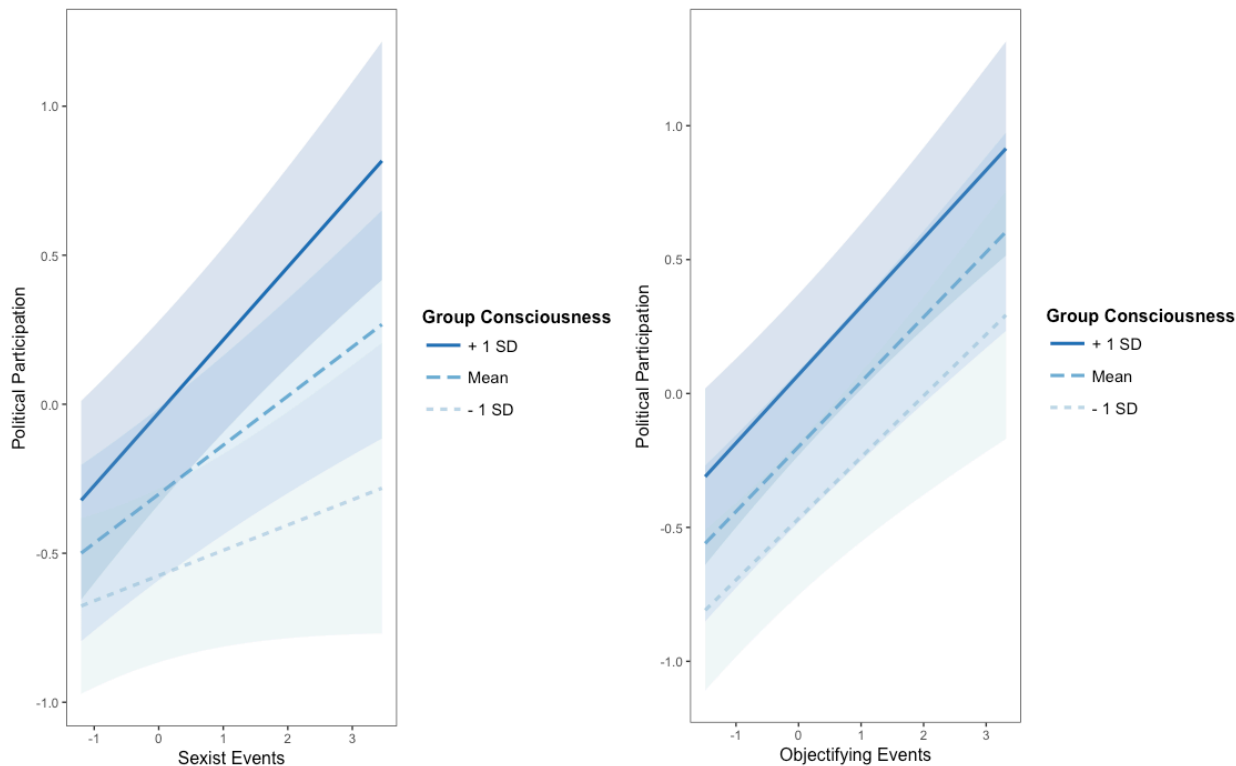 Political Participation
1.0
0.5
0.0
-0.5
-1.0
-1
0
1
2
3
Sexist Events
Group Consciousness
+ 1 SD
Mean
- 1 SD
Political Participation
1.0
0.5
0.0
-0.5
-1.0
-1
0
1
2
3
Objectifying Events
Group Consciousness
+ 1 SD
Mean
- 1 SD